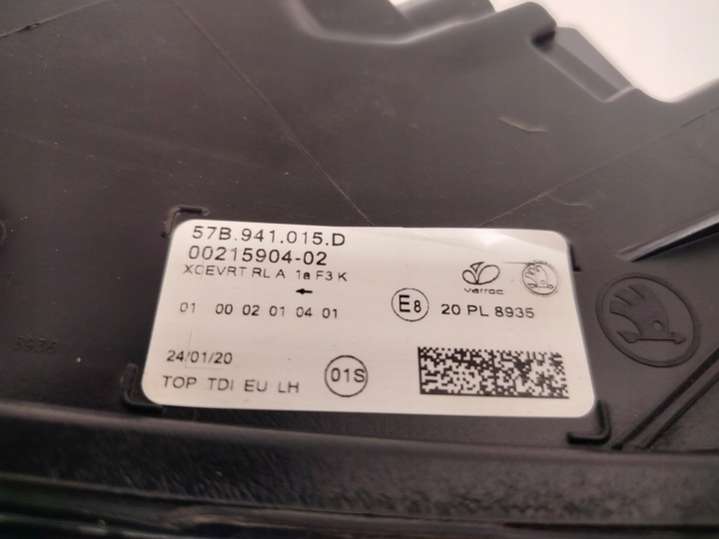 57B.941.015.D
00215904-02
XCEVRT RL A 1a F3 K
01 00 02 01 04 01
varroc
E8 20 PL 8935
24/01/20
TOP TDI EU LH
01S